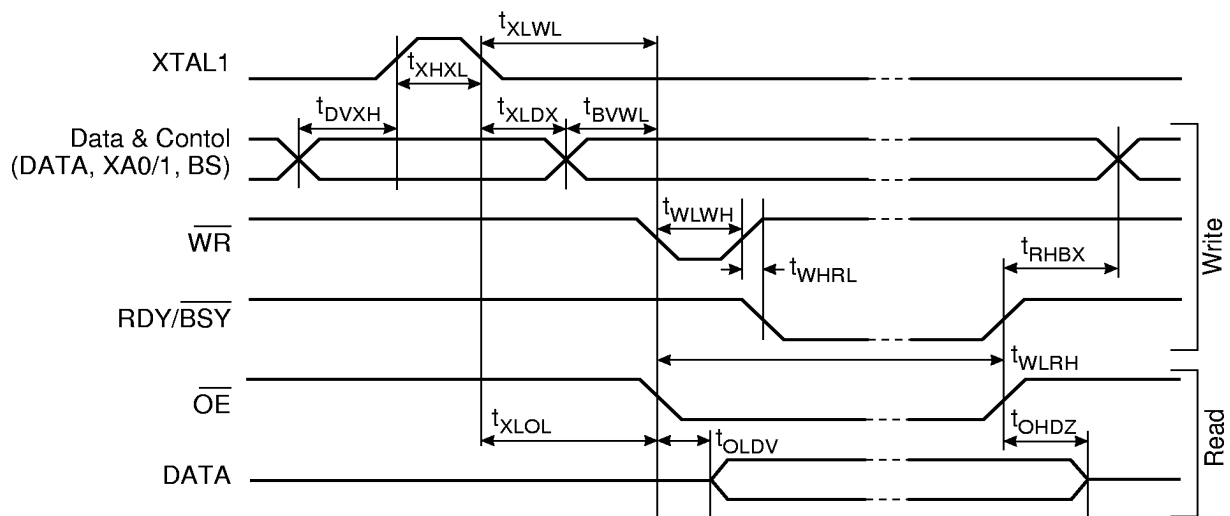 tXLWL
XTAL1
tXHXL
tDVXH
tXLDX
tBVWL
Data & Contol
(DATA, XA0/1, BS)
tWLWH
WR
tRHBX
tWHRL
Write
RDY/BSY
tWLRH
OE
tXLOL
tOLDV
tOHDZ
Read
DATA